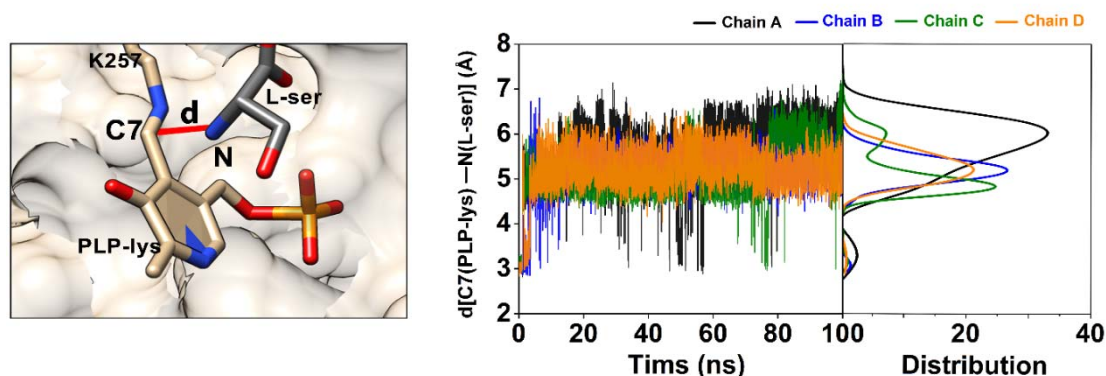 Chain A Chain B Chain C Chain D
K257
L-ser
C7 d
N
PLP-lys
d[C7(PLP-lys) —N(L-ser)] (Å)
8
7
6
5
4
3
2
0 20 40 60 80 100 20 40
Tims (ns) Distribution